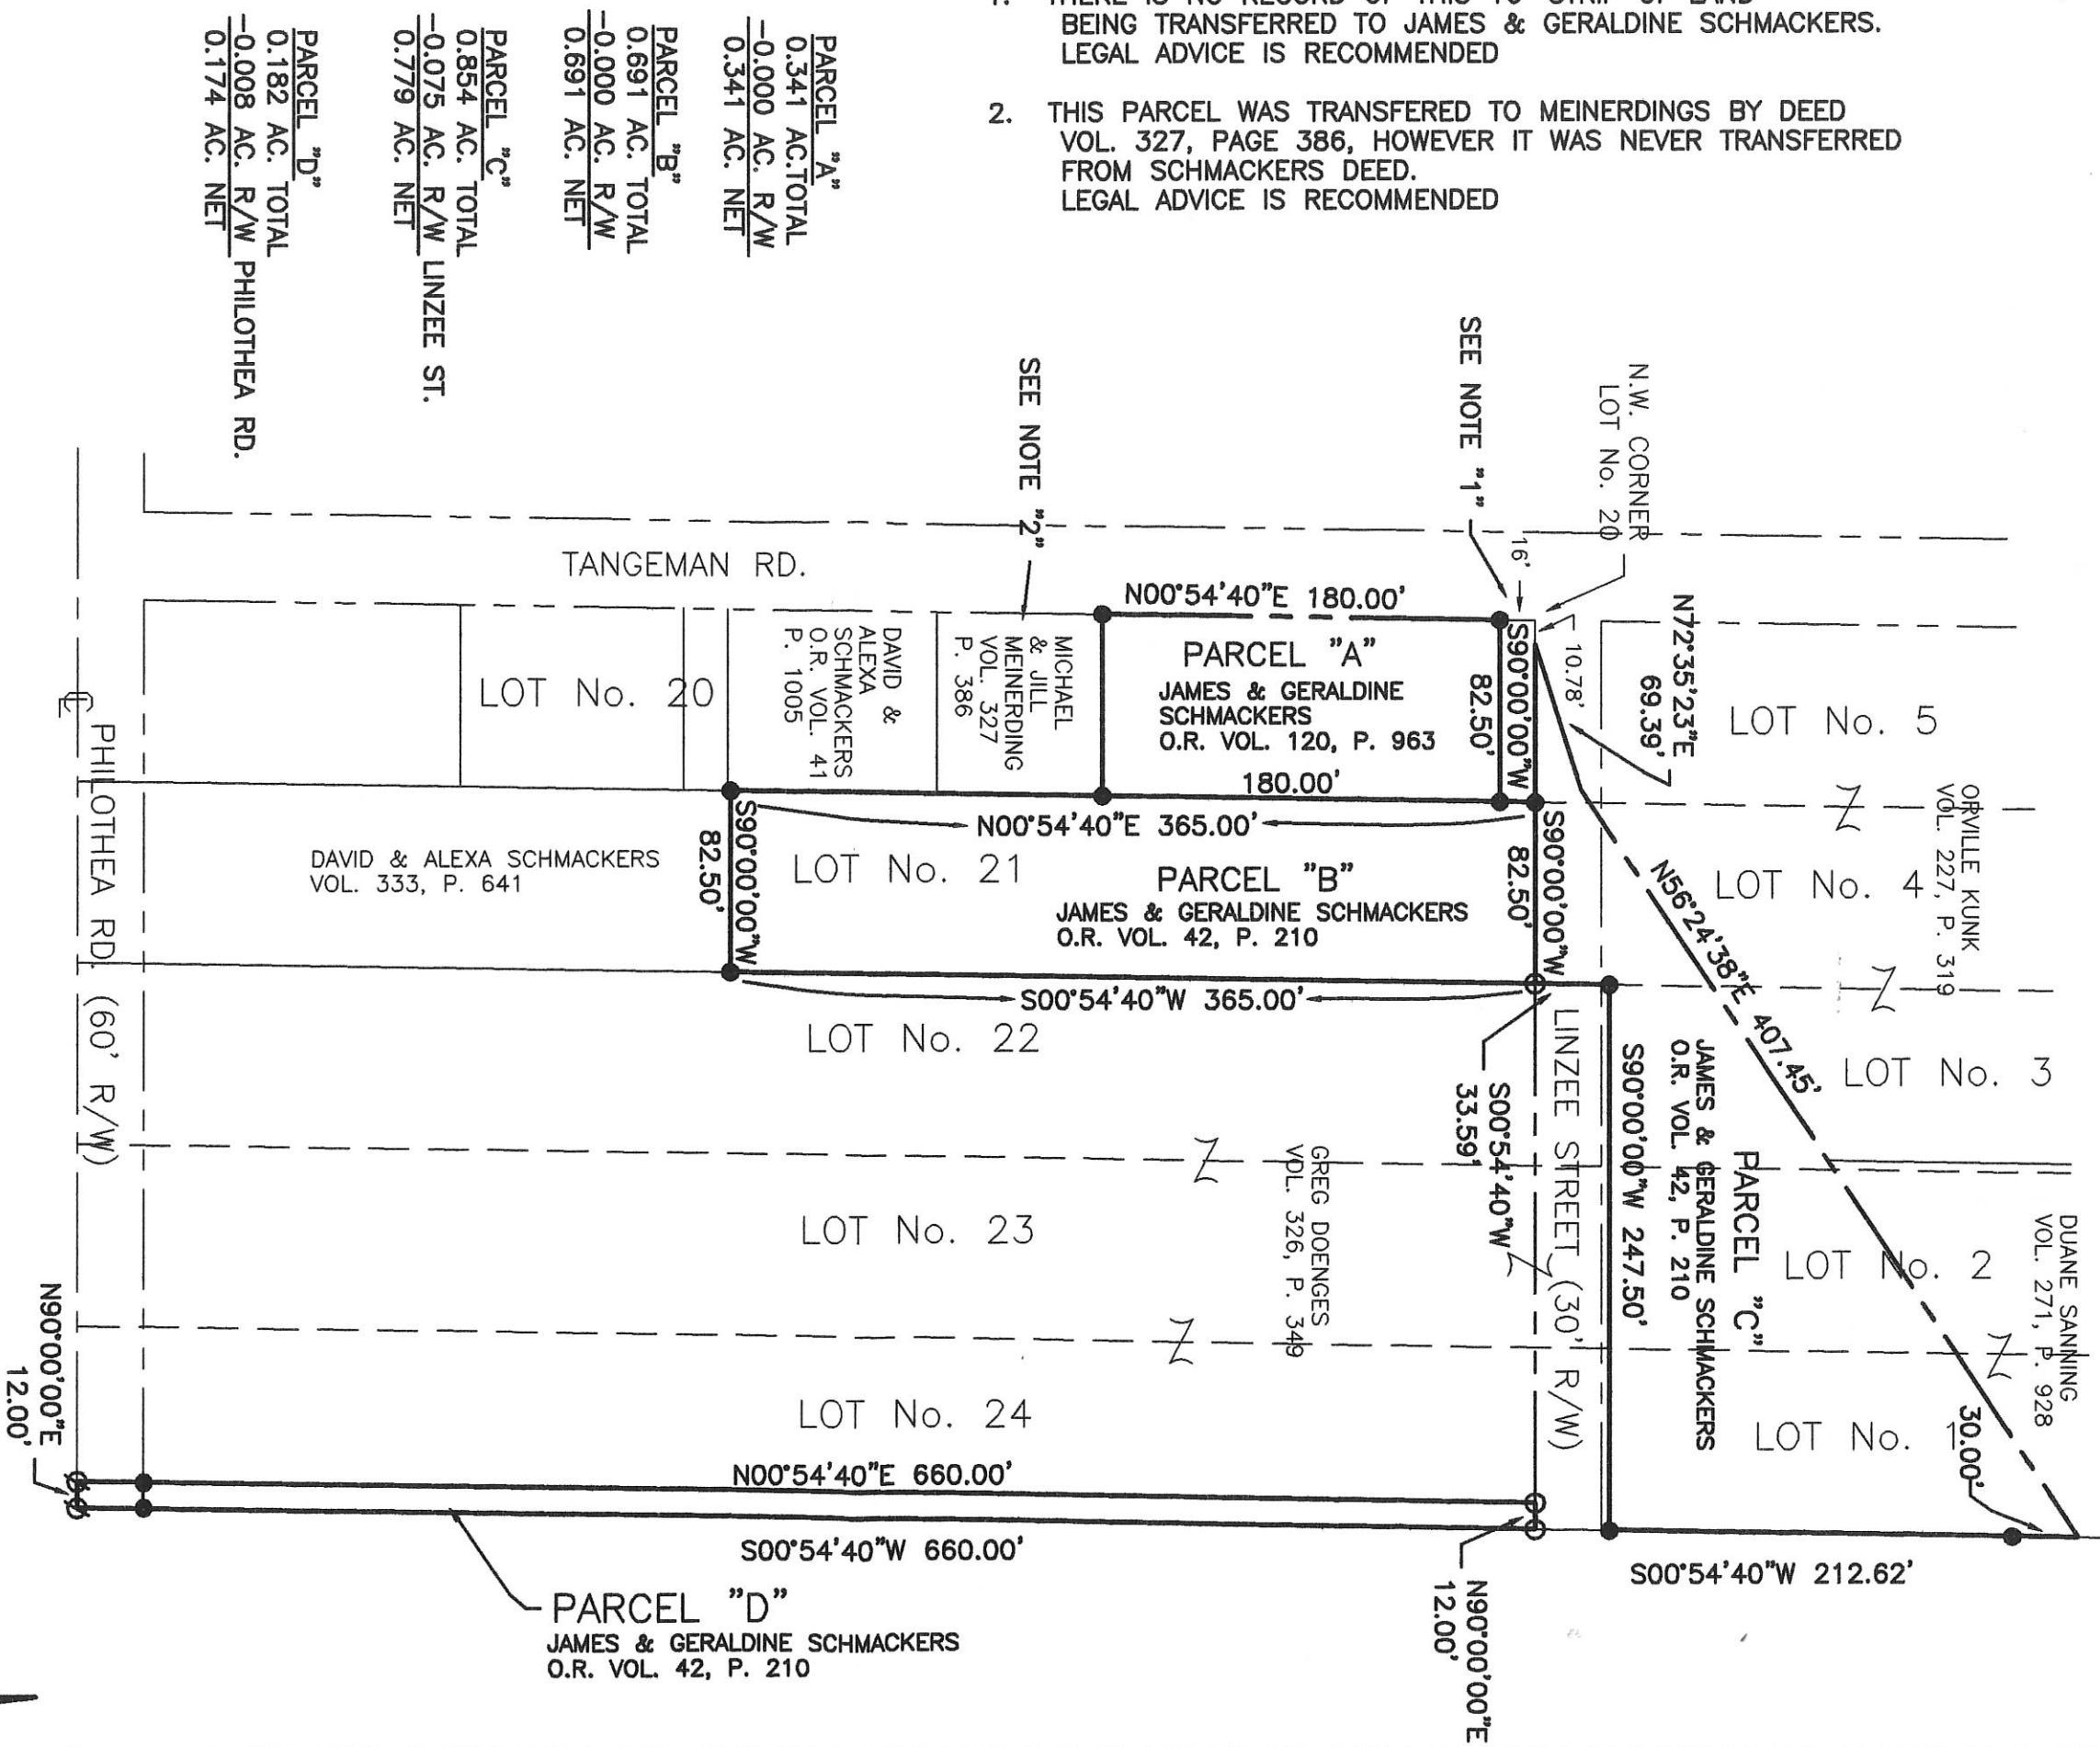 BEING TRANSFERRED TO JAMES & GERALDINE SCHMACKERS.
LEGAL ADVICE IS RECOMMENDED
2. THIS PARCEL WAS TRANSFERED TO MEINERDINGS BY DEED
VOL. 327, PAGE 386, HOWEVER IT WAS NEVER TRANSFERRED
FROM SCHMACKERS DEED.
LEGAL ADVICE IS RECOMMENDED
PARCEL "A"
0.341 AC.TOTAL
-0.000 AC. R/W
0.341 AC. NET
PARCEL "B"
0.691 AC. TOTAL
-0.000 AC. R/W
0.691 AC. NET
PARCEL "C"
0.854 AC. TOTAL
-0.075 AC. R/W LINZEE ST.
0.779 AC. NET
PARCEL "D"
0.182 AC. TOTAL
-0.008 AC. R/W PHILOTHEA RD.
0.174 AC. NET
SEE NOTE "1"
SEE NOTE "2"
N.W. CORNER
LOT No. 20
16'
10.78'
N72°35'23"E
69.39'
TANGEMAN RD.
N00°54'40"E 180.00'
PARCEL "A"
JAMES & GERALDINE
SCHMACKERS
O.R. VOL. 120, P. 963
180.00'
S90°00'00"W
82.50'
MICHAEL
& JILL
MEINERDING
VOL. 327
P. 386
DAVID &
ALEXA
SCHMACKERS
O.R. VOL. 41
P. 1005
LOT No. 20
LOT No. 5
ORVILLE KUNK
VOL. 227, P. 319
LOT No. 4
N56°24'38"E 407.45'
LOT No. 3
N00°54'40"E 365.00'
LOT No. 21
PARCEL "B"
JAMES & GERALDINE SCHMACKERS
O.R. VOL. 42, P. 210
S90°00'00"W
82.50'
S90°00'00"W
82.50'
DAVID & ALEXA SCHMACKERS
VOL. 333, P. 641
S00°54'40"W 365.00'
LOT No. 22
S00°54'40"W
33.59'
LINZEE STREET (30' R/W)
S90°00'00"W 247.50'
PARCEL "C"
JAMES & GERALDINE SCHMACKERS
O.R. VOL. 42, P. 210
LOT No. 2
DUANE SANNING
VOL. 271, P. 928
LOT No. 1
30.00'
LOT No. 23
GREG DOENGES
VOL. 326, P. 349
LOT No. 24
PHILOTHEA RD. (60' R/W)
N90°00'00"E
12.00'
N00°54'40"E 660.00'
S00°54'40"W 660.00'
PARCEL "D"
JAMES & GERALDINE SCHMACKERS
O.R. VOL. 42, P. 210
N90°00'00"E
12.00'
S00°54'40"W 212.62'